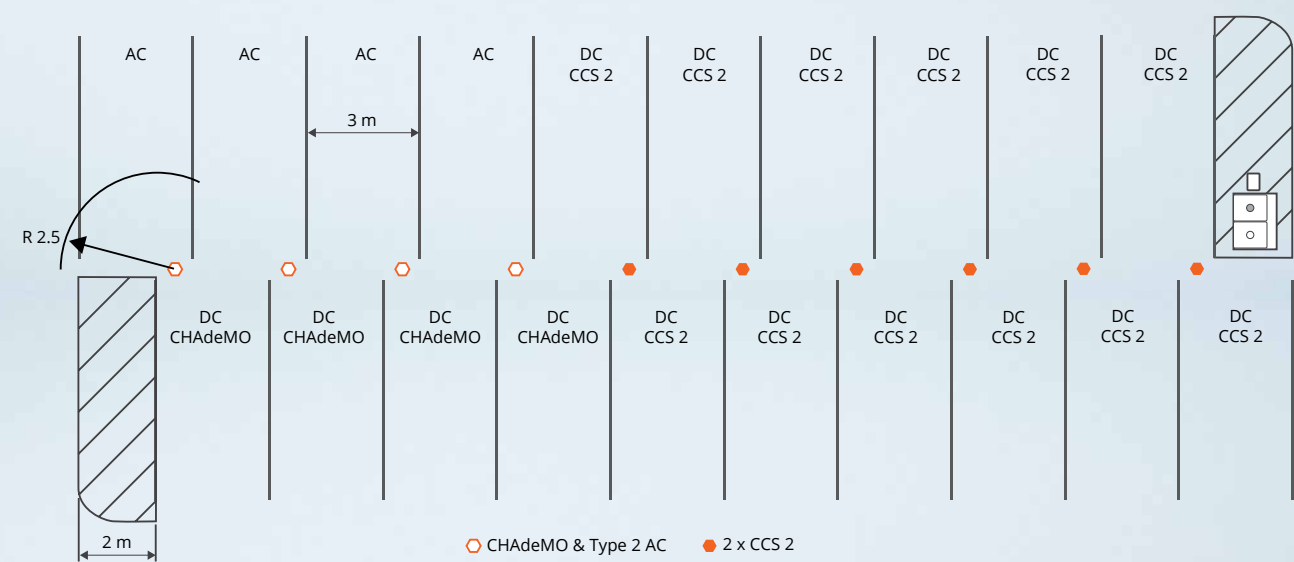 AC
AC
AC
AC
DC
CCS 2
DC
CCS 2
DC
CCS 2
DC
CCS 2
DC
CCS 2
DC
CCS 2
3 m
R 2.5
DC
CHAdeMO
DC
CHAdeMO
DC
CHAdeMO
DC
CHAdeMO
DC
CCS 2
DC
CCS 2
DC
CCS 2
DC
CCS 2
DC
CCS 2
DC
CCS 2
2 m
CHAdeMO & Type 2 AC
2 x CCS 2